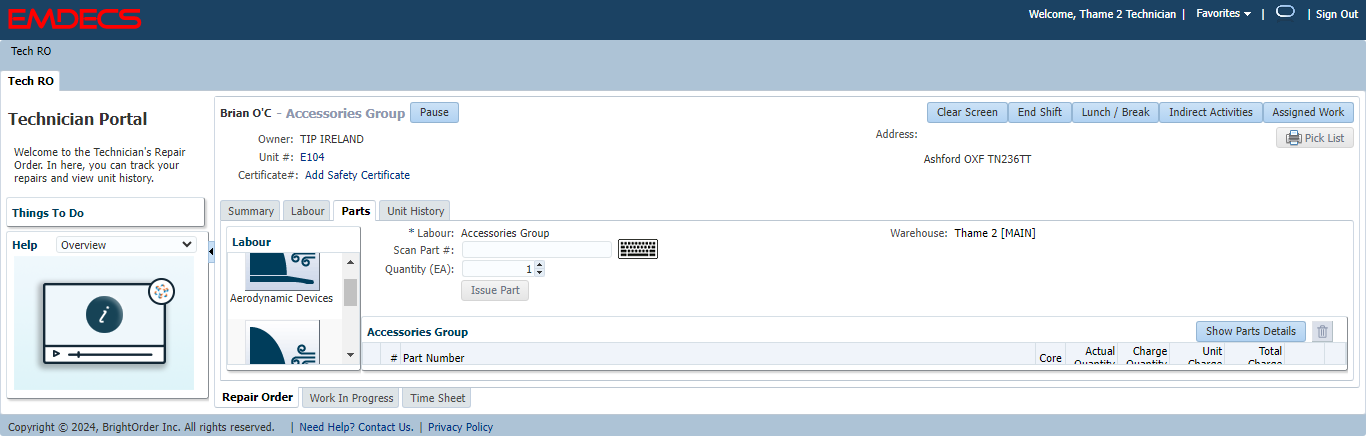 EMDECS
Welcome, Thame 2 Technician | Favorites | | Sign Out
Tech RO
Tech RO
Technician Portal
Welcome to the Technician's Repair
Order. In here, you can track your
repairs and view unit history.
Things To Do
Help Overview
i
Brian O'C - Accessories Group Pause
Clear Screen End Shift Lunch / Break Indirect Activities Assigned Work
Owner: TIP IRELAND
Address:
Pick List
Unit #: E104
Ashford OXF TN236TT
Certificate#: Add Safety Certificate
Summary Labour Parts Unit History
Labour
Aerodynamic Devices
* Labour: Accessories Group
Warehouse: Thame 2 [MAIN]
Scan Part #:
Quantity (EA): 1
Issue Part
Accessories Group Show Parts Details
# Part Number Core Actual Quantity Charge Quantity Unit Charge Total Charge
Repair Order Work In Progress Time Sheet
Copyright © 2024, BrightOrder Inc. All rights reserved. | Need Help? Contact Us. | Privacy Policy